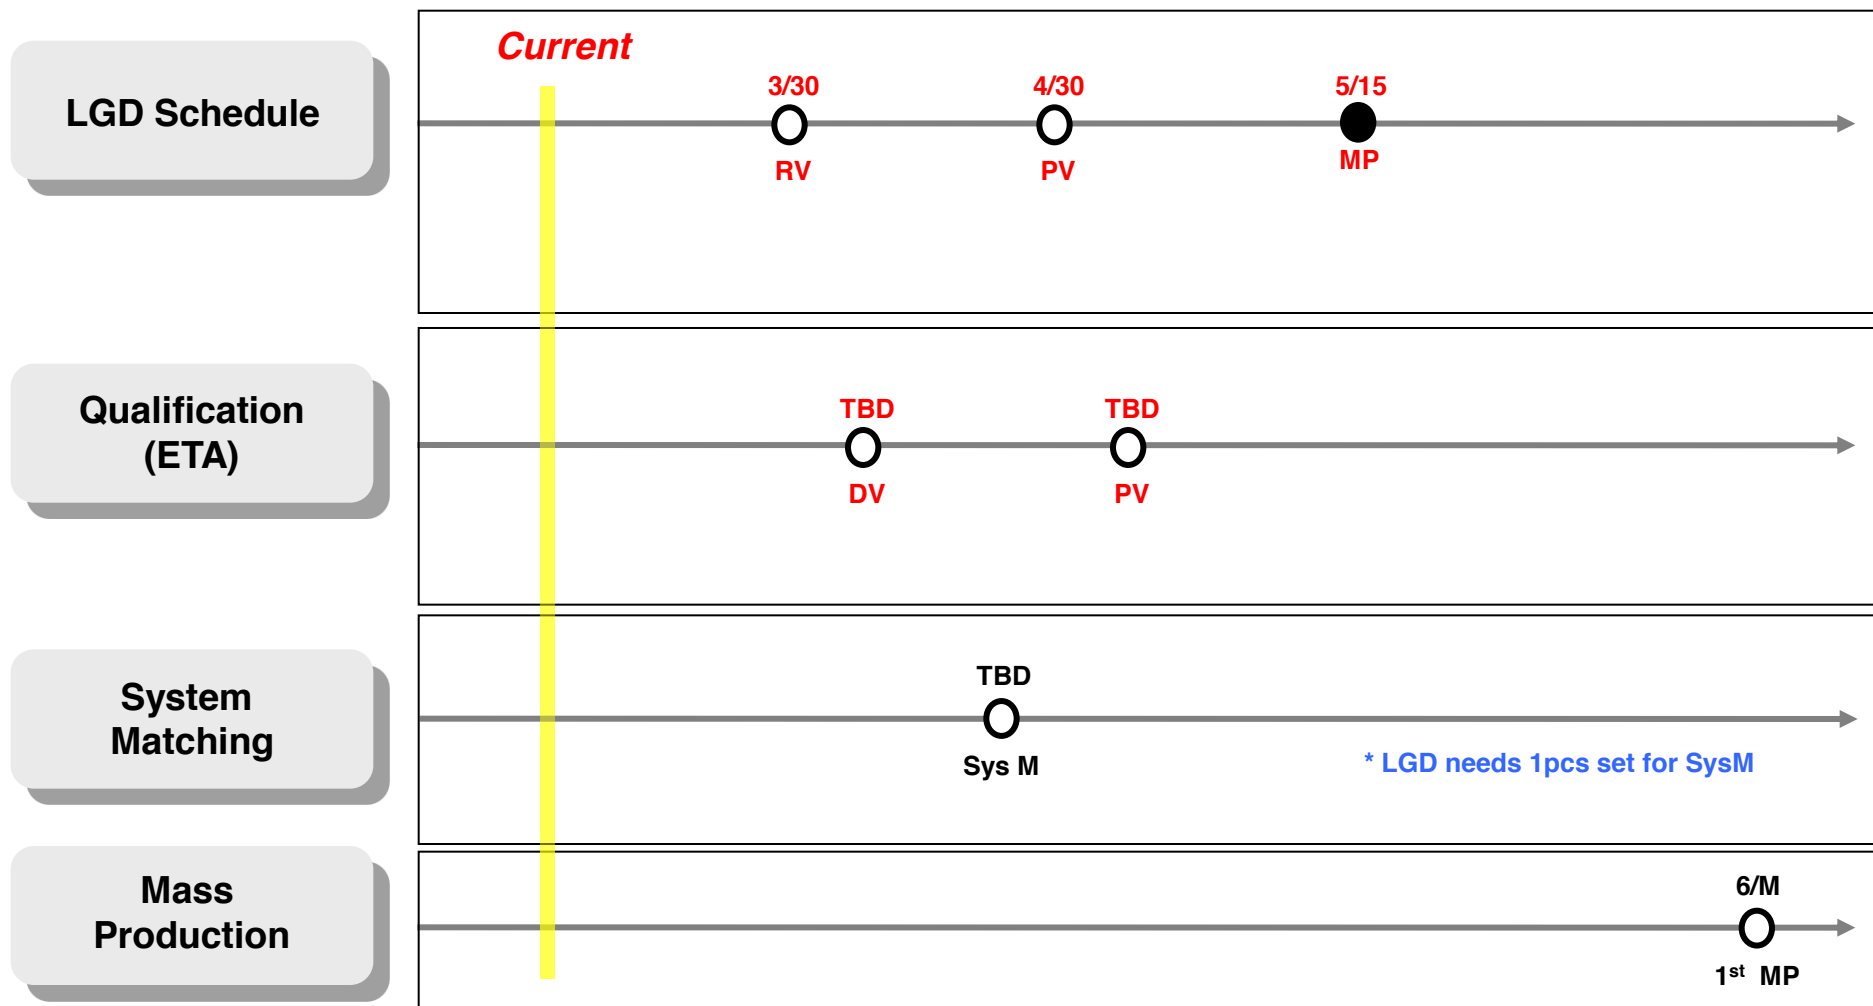 LGD Schedule
Current
3/30
4/30
5/15
RV
PV
MP
Qualification
(ETA)
TBD
TBD
DV
PV
System
Matching
TBD
Sys M
* LGD needs 1pcs set for SysM
Mass
Production
6/M
1st MP